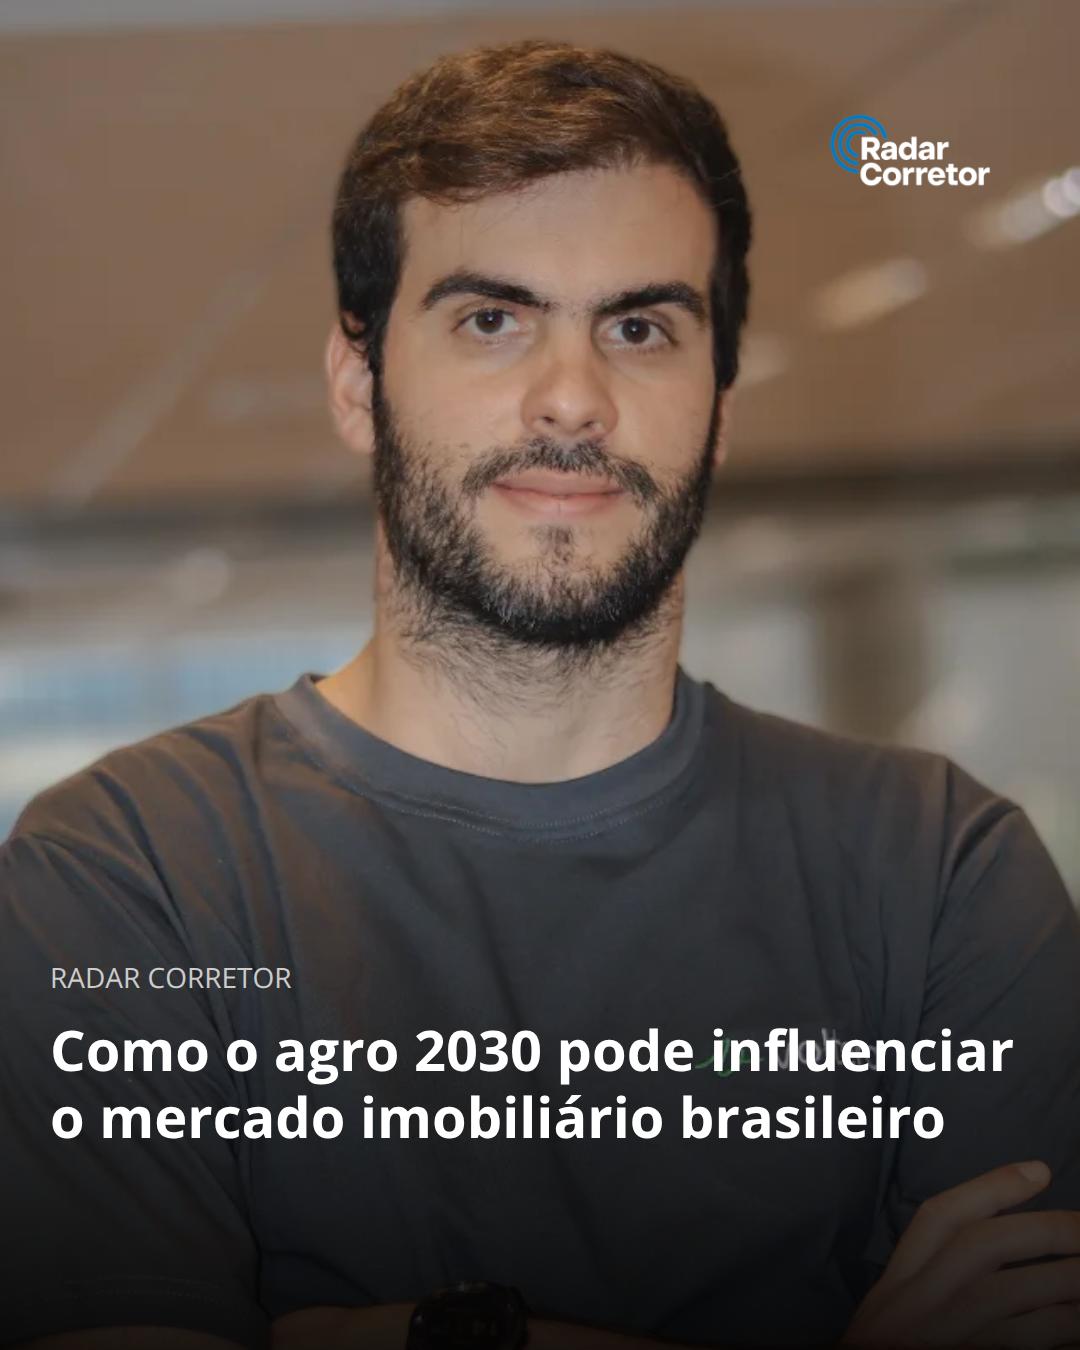 Radar
Corretor
RADAR CORRETOR
Como o agro 2030 pode influenciar
o mercado imobiliário brasileiro